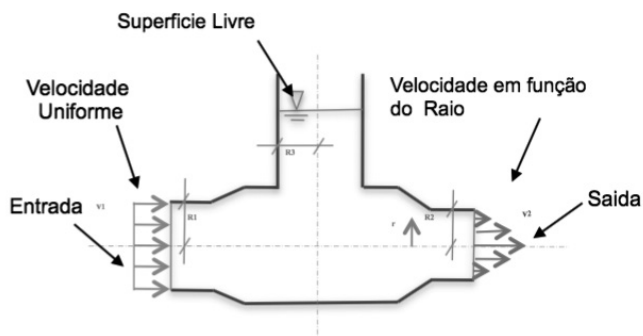 Superficie Livre
Velocidade
Uniforme
Velocidade em função
do Raio
R3
Entrada
V1
R1
r
R2
V2
Saida